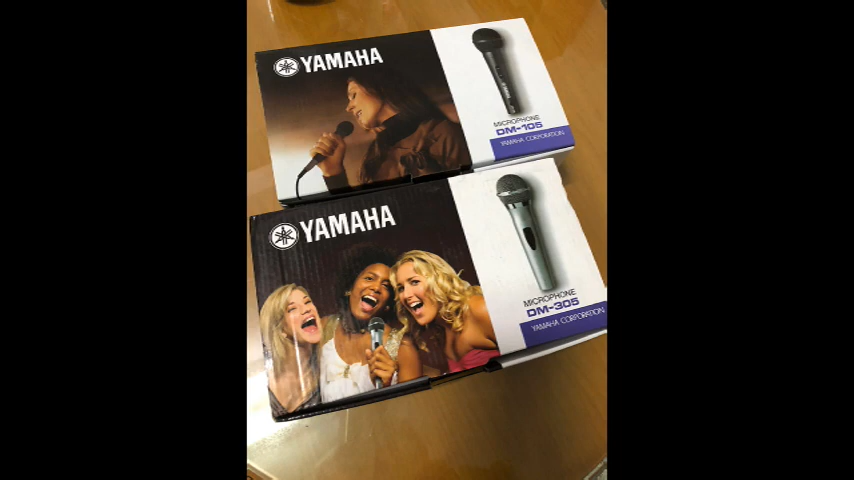 YAMAHA
MICROPHONE
DM-105
YAMAHA CORPORATION
YAMAHA
MICROPHONE
DM-305
YAMAHA CORPORATION